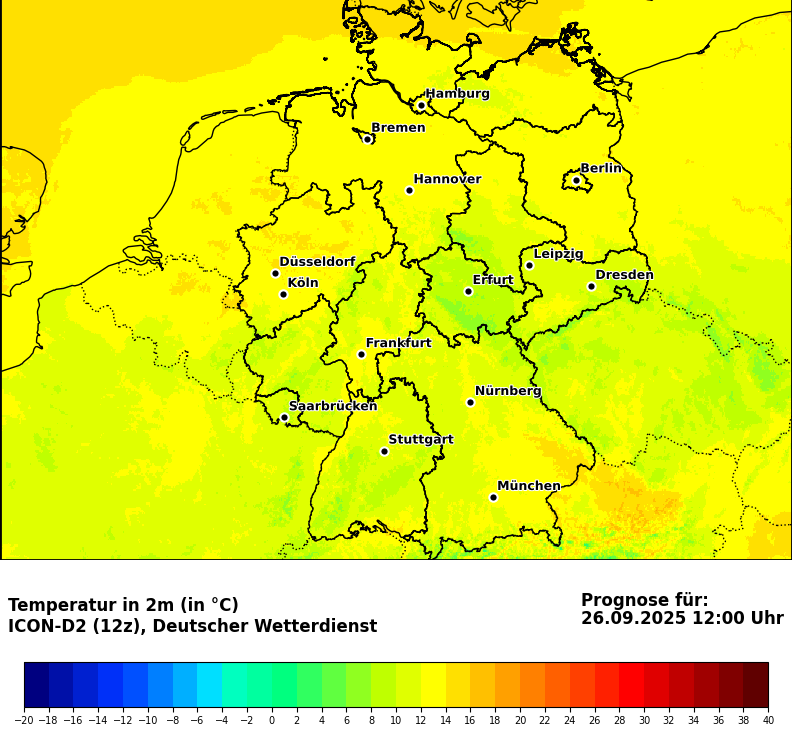 Hamburg
Bremen
Berlin
Hannover
Leipzig
Düsseldorf
Dresden
Erfurt
Köln
Frankfurt
Nürnberg
Saarbrücken
Stuttgart
München
Temperatur in 2m (in °C)
ICON-D2 (12z), Deutscher Wetterdienst
Prognose für:
26.09.2025 12:00 Uhr
−20 −18 −16 −14 −12 −10 −8 −6 −4 −2 0 2 4 6 8 10 12 14 16 18 20 22 24 26 28 30 32 34 36 38 40